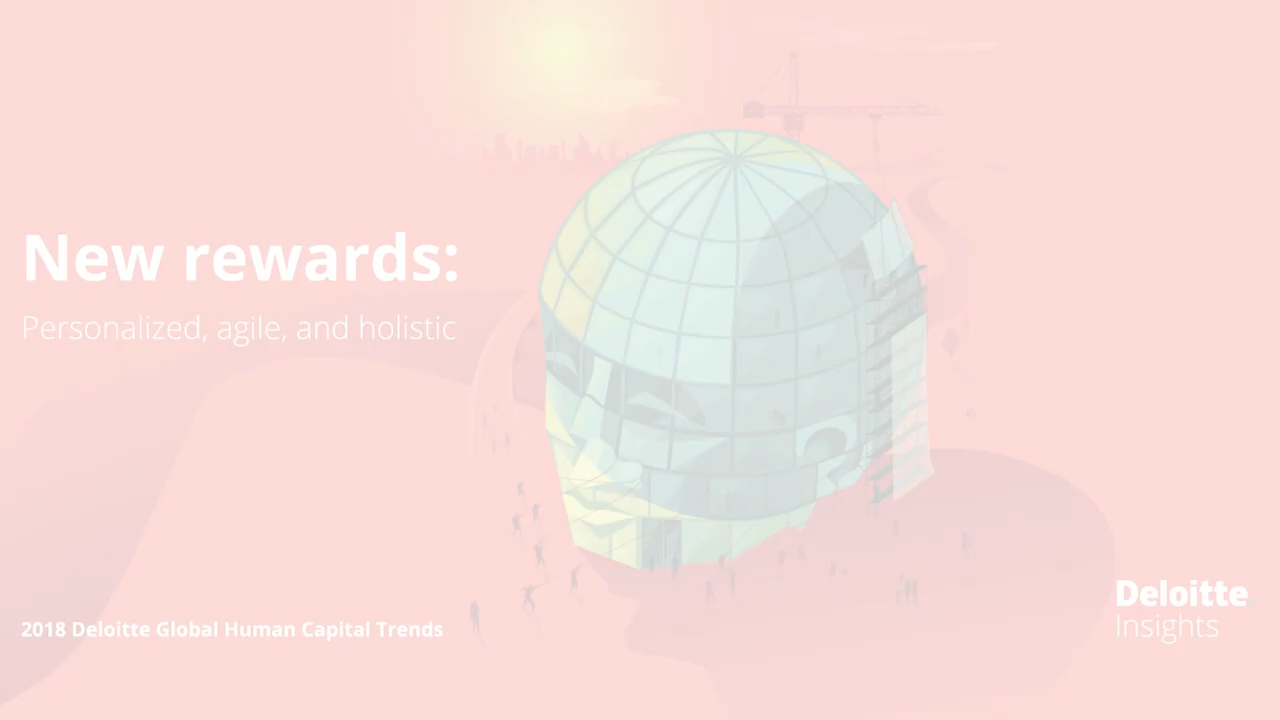 New rewards:
Personalized, agile, and holistic
2018 Deloitte Global Human Capital Trends
Deloitte.
Insights